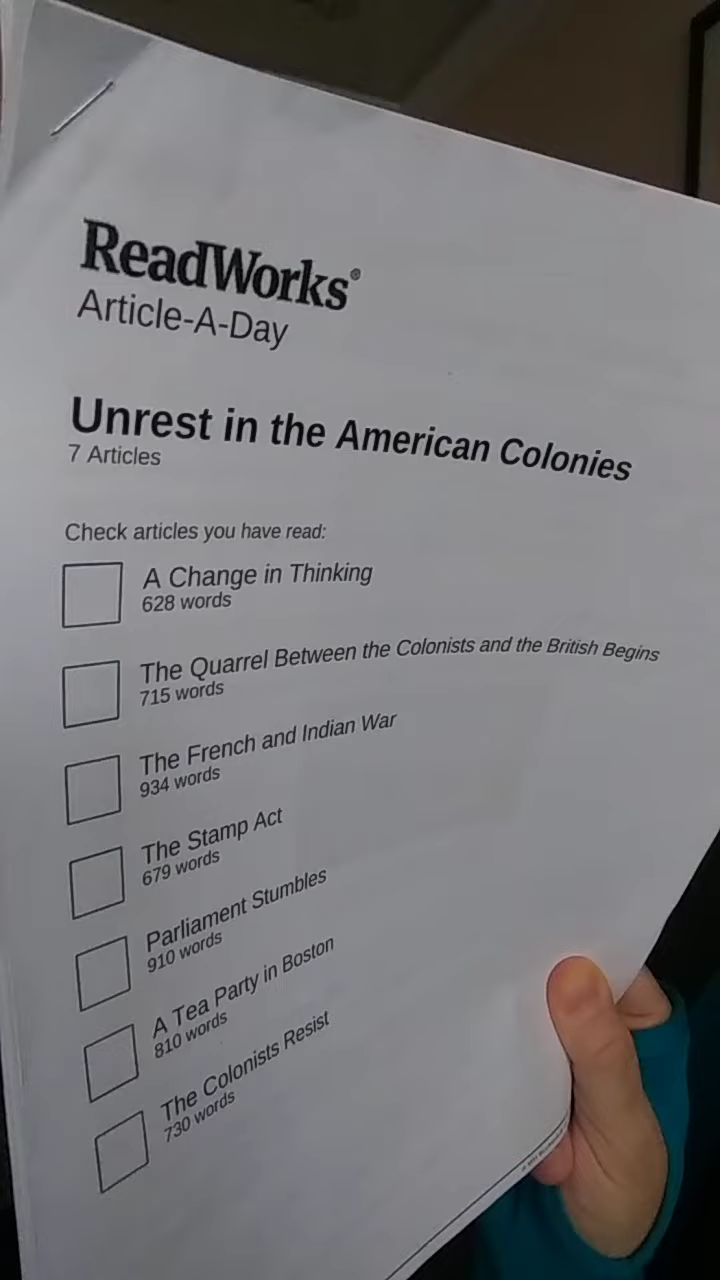 ReadWorks®
Article-A-Day
Unrest in the American Colonies
7 Articles
Check articles you have read:
A Change in Thinking
628 words
The Quarrel Between the Colonists and the British Begins
715 words
The French and Indian War
934 words
The Stamp Act
679 words
Parliament Stumbles
910 words
A Tea Party in Boston
810 words
The Colonists Resist
730 words